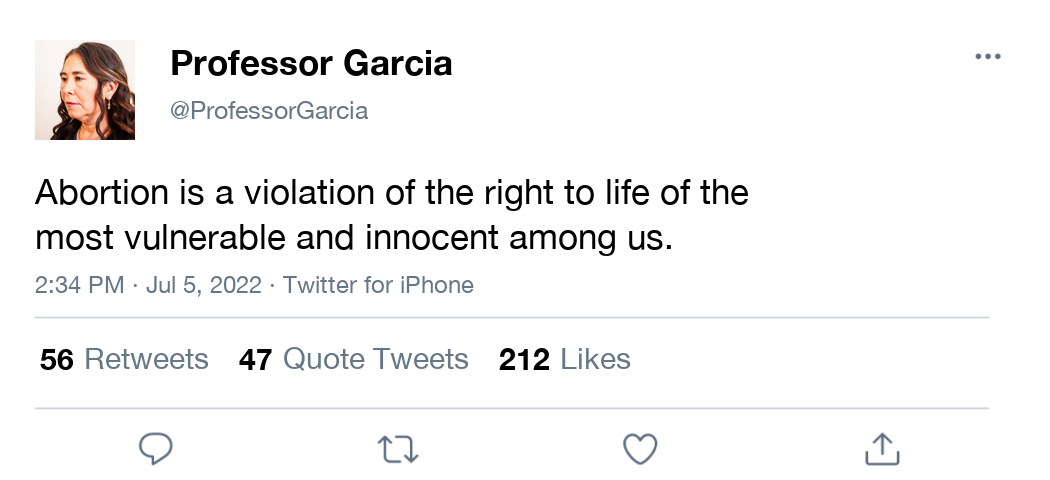 Professor Garcia
@ProfessorGarcia
Abortion is a violation of the right to life of the
most vulnerable and innocent among us.
2:34 PM · Jul 5, 2022 · Twitter for iPhone
56 Retweets 47 Quote Tweets 212 Likes